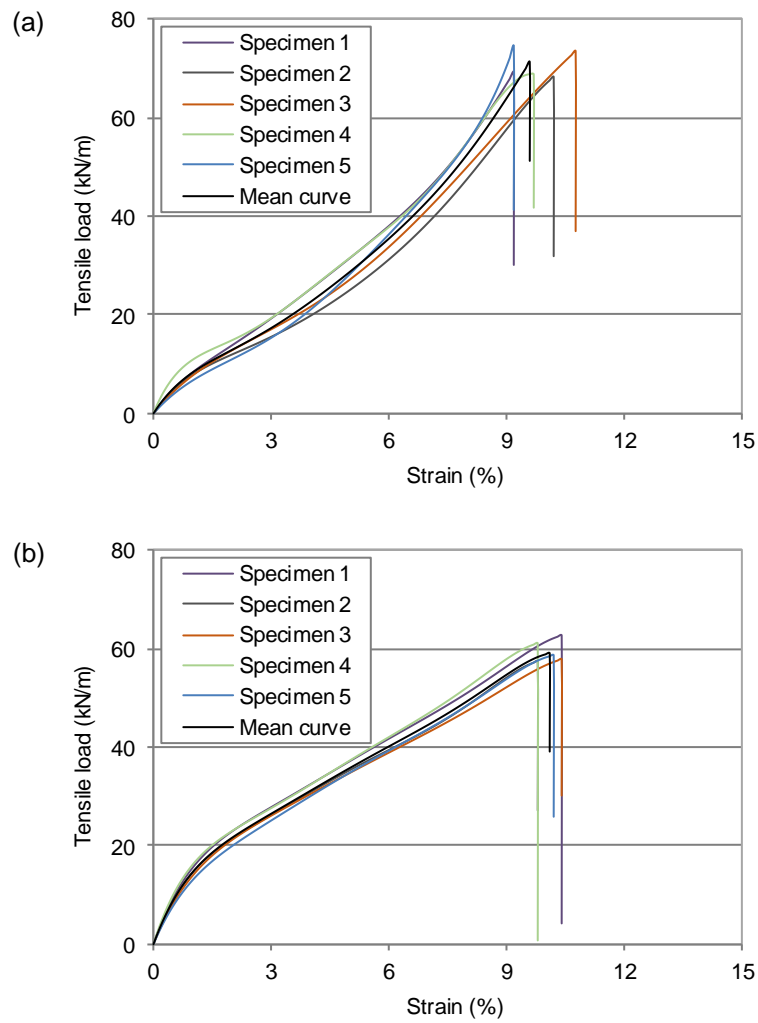 (a)
Tensile load (kN/m)
80
60
40
20
0
Specimen 1
Specimen 2
Specimen 3
Specimen 4
Specimen 5
Mean curve
0 3 6 9 12 15
Strain (%)
(b)
Tensile load (kN/m)
80
60
40
20
0
Specimen 1
Specimen 2
Specimen 3
Specimen 4
Specimen 5
Mean curve
0 3 6 9 12 15
Strain (%)